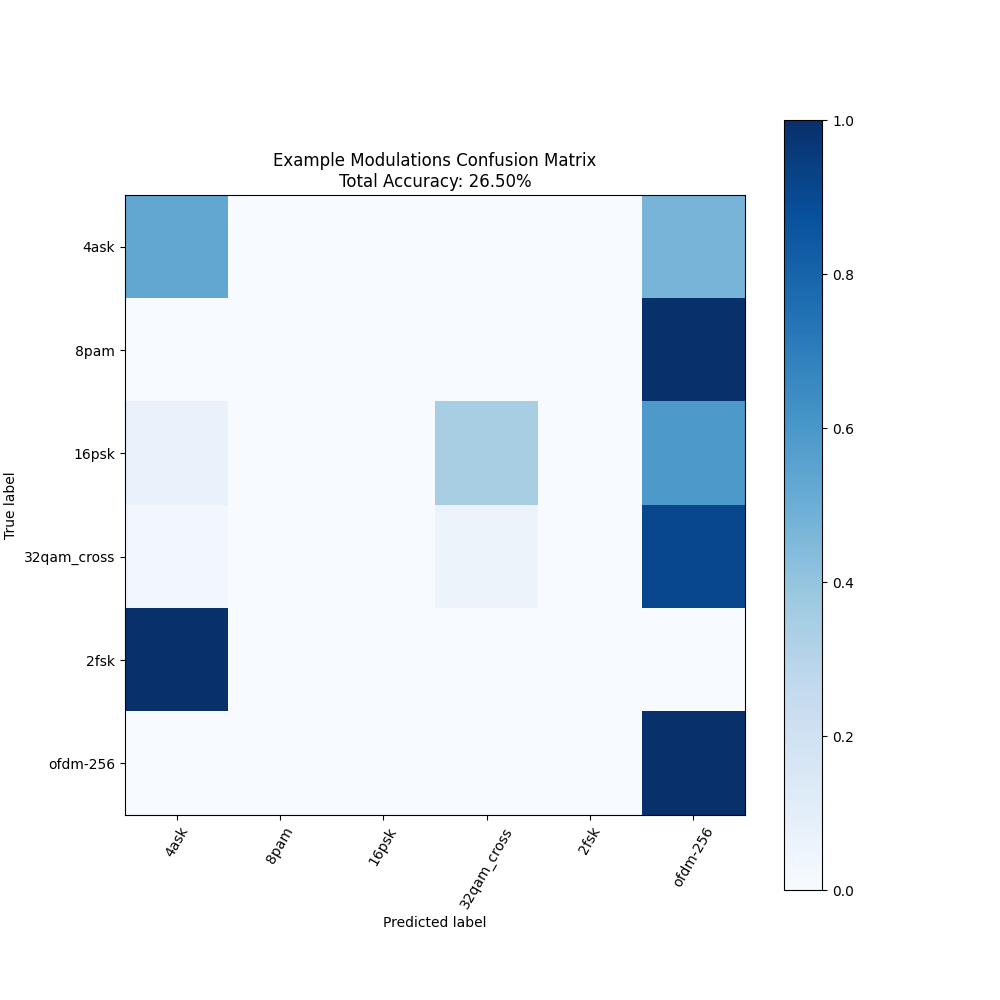 Example Modulations Confusion Matrix
Total Accuracy: 26.50%
True label
4ask
8pam
16psk
32qam_cross
2fsk
ofdm-256
4ask
8pam
16psk
32qam_cross
2fsk
ofdm-256
Predicted label
1.0
0.8
0.6
0.4
0.2
0.0